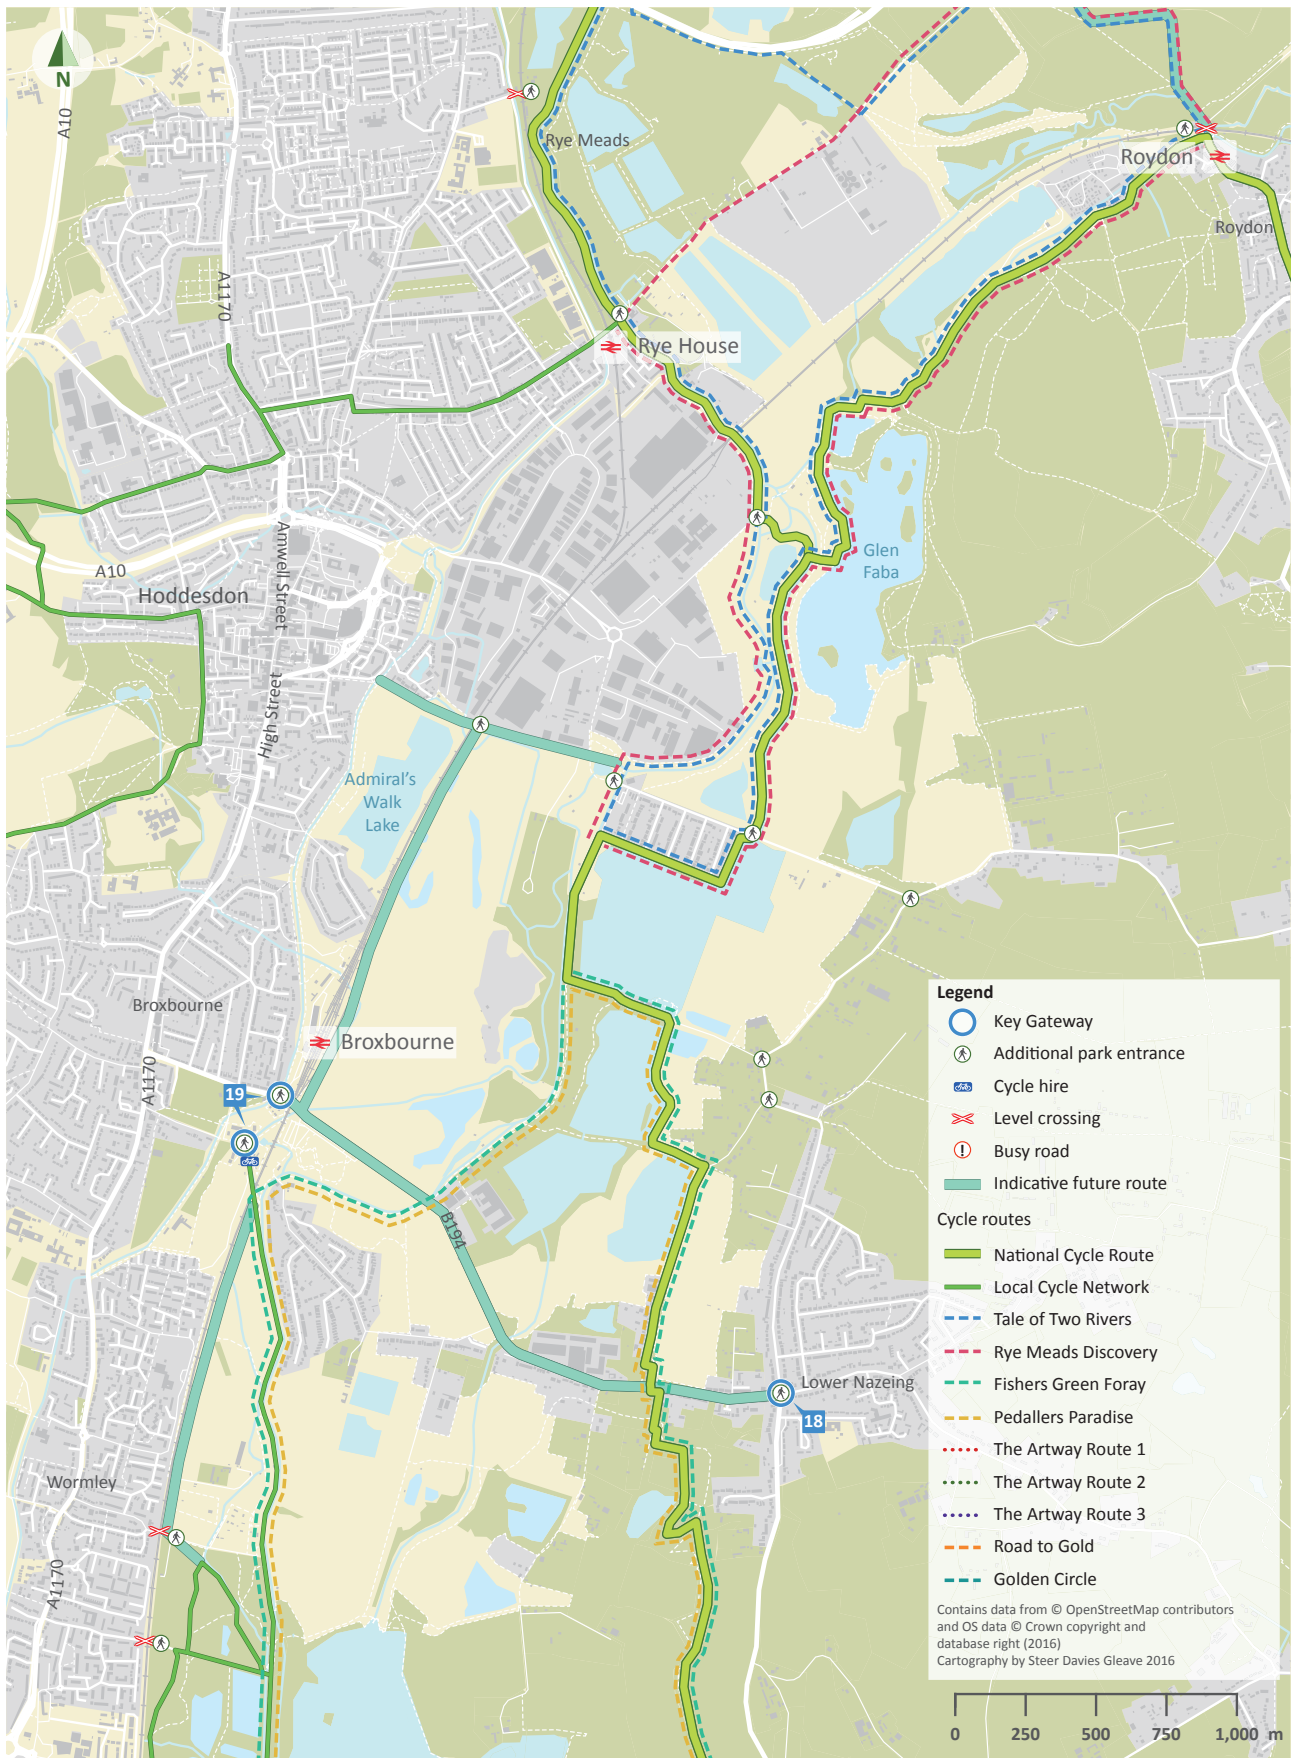 N
A10
Rye Meads
Roydon
Roydon
A1170
Rye House
Glen
Faba
A10
Amwell Street
Hoddesdon
High Street
Admiral's
Walk
Lake
Broxbourne
Broxbourne
A1170
19
B194
Lower Nazeing
18
Wormley
A1170
Legend
Key Gateway
Additional park entrance
Cycle hire
Level crossing
! Busy road
Indicative future route
Cycle routes
National Cycle Route
Local Cycle Network
Tale of Two Rivers
Rye Meads Discovery
Fishers Green Foray
Pedallers Paradise
The Artway Route 1
The Artway Route 2
The Artway Route 3
Road to Gold
Golden Circle
Contains data from © OpenStreetMap contributors
and OS data © Crown copyright and
database right (2016)
Cartography by Steer Davies Gleave 2016
0 250 500 750 1,000 m